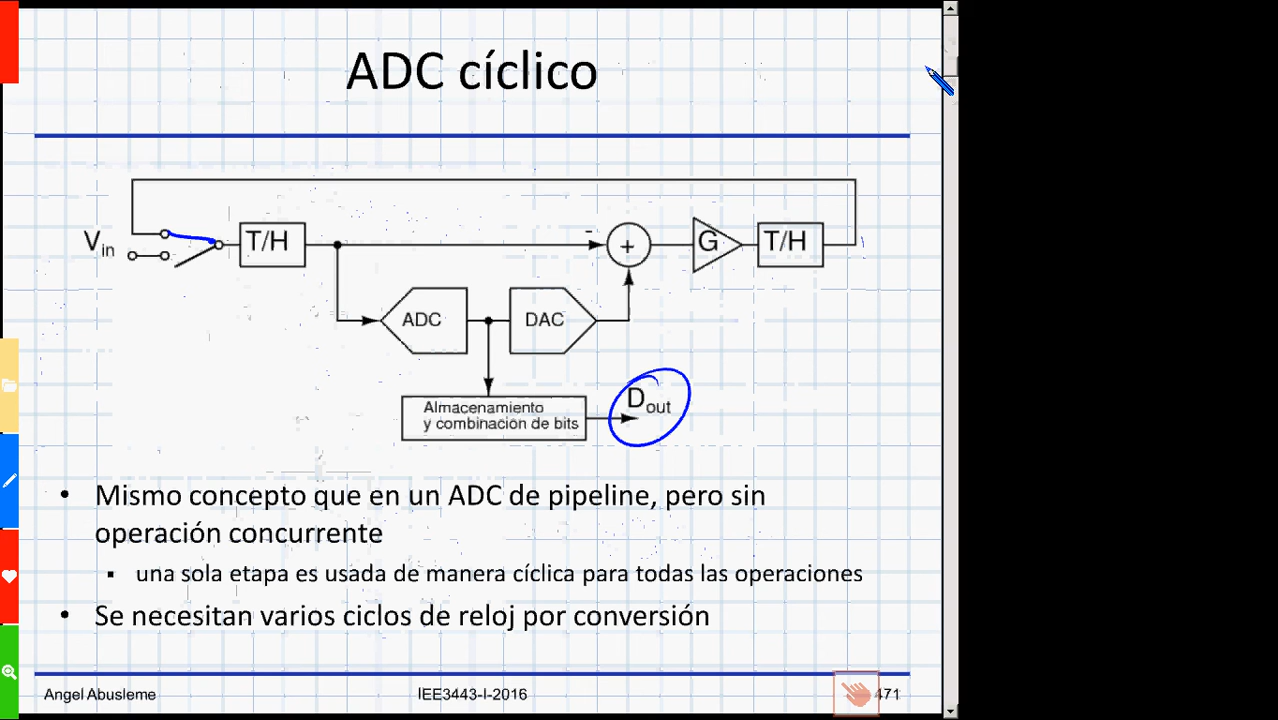 ADC cíclico
V in
T/H
-
+
G
T/H
ADC
DAC
Almacenamiento
y combinación de bits
D out
• Mismo concepto que en un ADC de pipeline, pero sin
operación concurrente
▪ una sola etapa es usada de manera cíclica para todas las operaciones
• Se necesitan varios ciclos de reloj por conversión
Angel Abusleme
IEE3443-I-2016
471